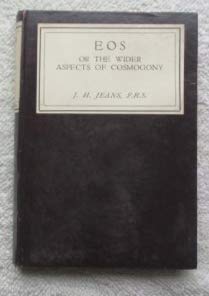 EOS
OR THE WIDER
ASPECTS OF COSMOGONY
J. H. JEANS, F.R.S.